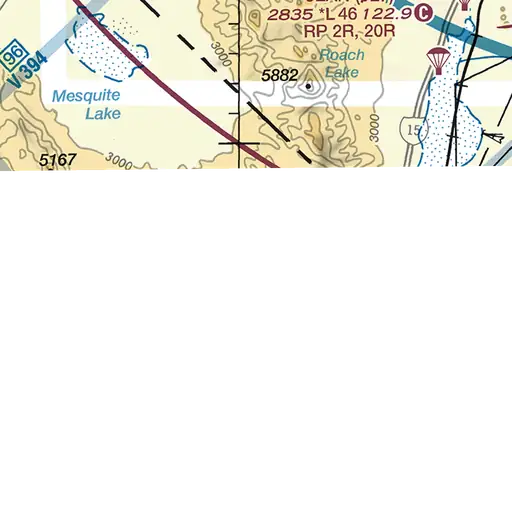 2835 *L 46 122.9 C
RP 2R, 20R
Roach
Lake
5882
96
V 394
Mesquite
Lake
3000
3000
15
5167
3000